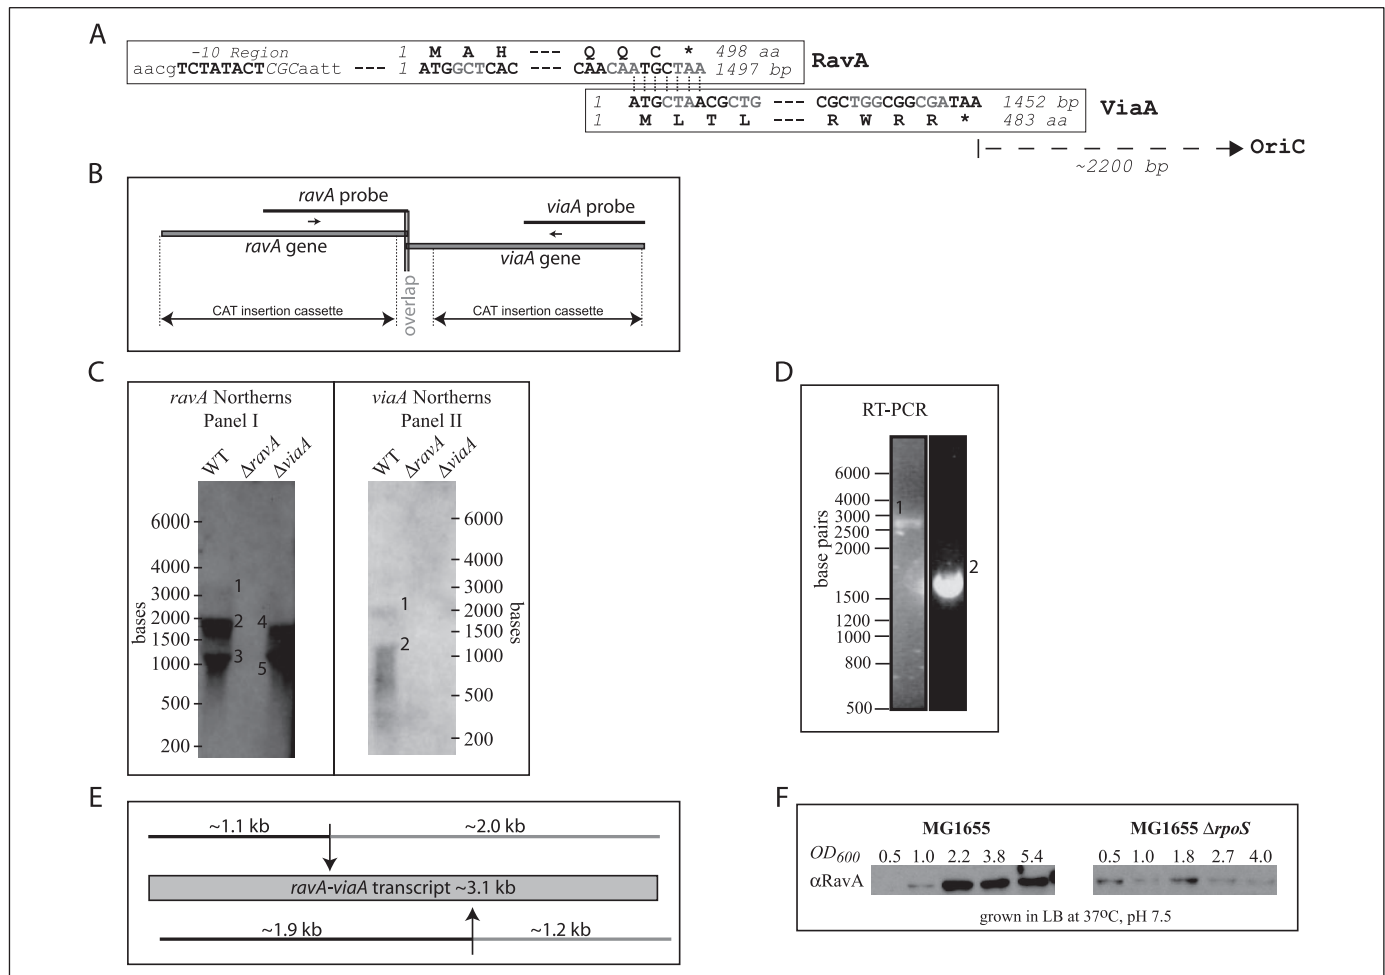 A
-10 Region 1 M A H --- Q Q C * 498 aa
aacgTCTATACTCGCaatt --- 1 ATGGCTCAC --- CAACAATGCTAA 1497 bp
RavA
1 ATGCTAACGCTG --- CGCTGGCGGCGATAA 1452 bp
1 M L T L --- R W R R * 483 aa
ViaA
OriC
~2200 bp
B
ravA probe
viaA probe
ravA gene
viaA gene
overlap
CAT insertion cassette
CAT insertion cassette
C
ravA Northerns
Panel I
WT ΔravA ΔviaA
bases
6000
4000
3000
2000
1500
1000
500
200
1
2
3
4
5
viaA Northerns
Panel II
WT ΔravA ΔviaA
1
2
6000
4000
3000
2000
1500
1000
500
200
bases
D
RT-PCR
base pairs
6000
4000
3000
2500
2000
1500
1200
1000
800
500
1
2
E
~1.1 kb ~2.0 kb
ravA-viaA transcript ~3.1 kb
~1.9 kb ~1.2 kb
F
MG1655 MG1655 ΔrpoS
OD600 0.5 1.0 2.2 3.8 5.4 0.5 1.0 1.8 2.7 4.0
αRavA
grown in LB at 37ºC, pH 7.5